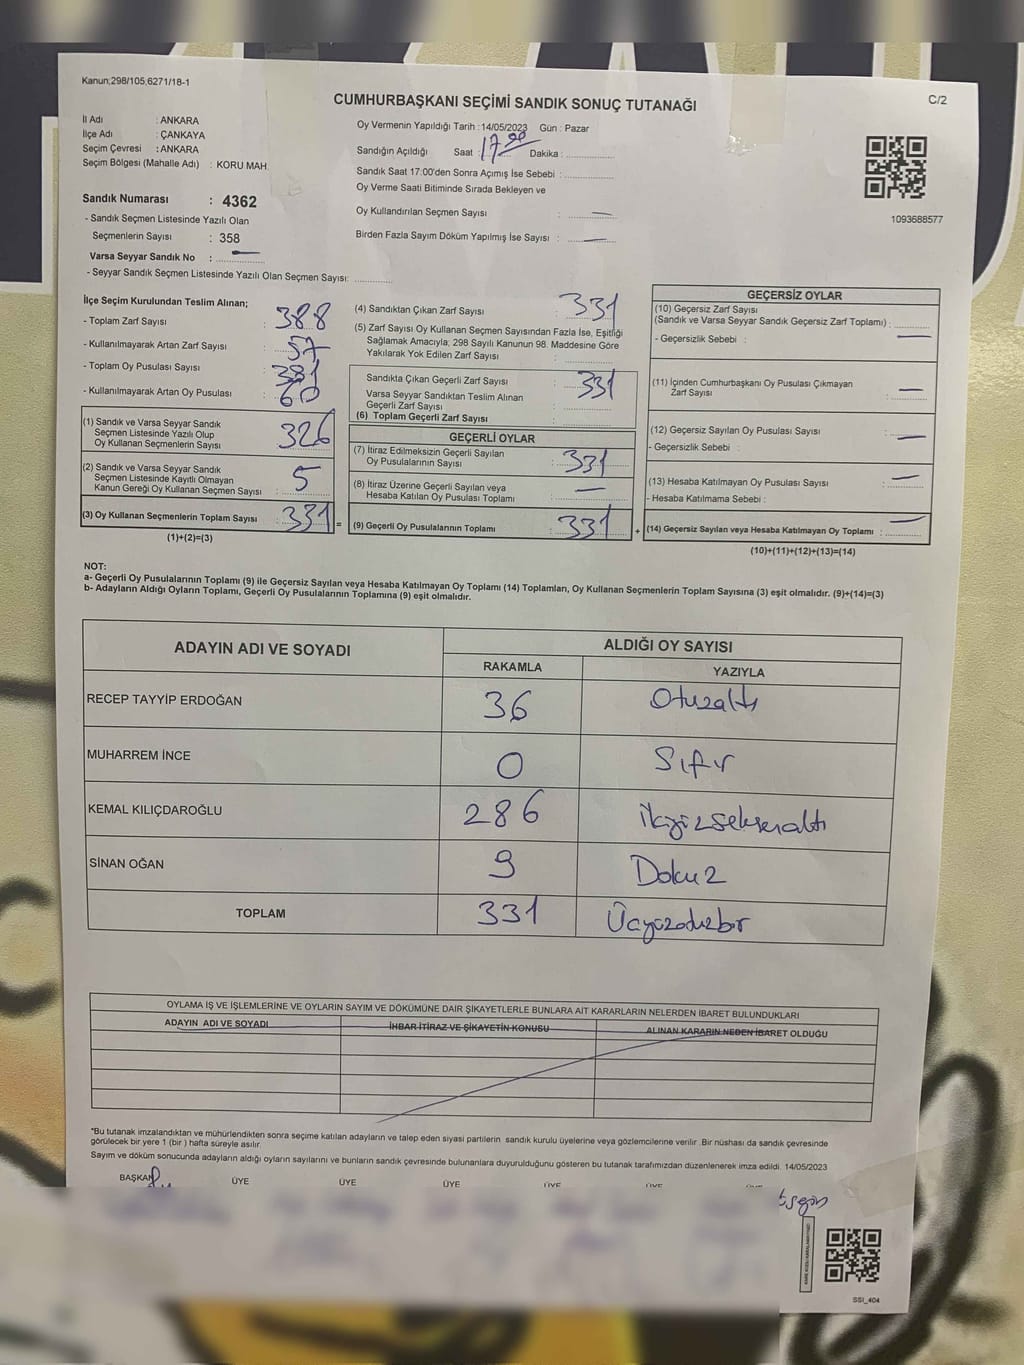 Kanun;298/105,6271/18-1
C/2
CUMHURBAŞKANI SEÇİMİ SANDIK SONUÇ TUTANAĞI
İl Adı : ANKARA
İlçe Adı : ÇANKAYA
Seçim Çevresi : ANKARA
Seçim Bölgesi (Mahalle Adı) : KORU MAH.
Oy Vermenin Yapıldığı Tarih :14/05/2023 Gün : Pazar
Sandığın Açıldığı Saat : 17:00 Dakika :
Sandık Saat 17:00'den Sonra Açımış İse Sebebi :
Oy Verme Saati Bitiminde Sırada Bekleyen ve
Oy Kullandırılan Seçmen Sayısı : —
Birden Fazla Sayım Döküm Yapılmış İse Sayısı : —
1093688577
Sandık Numarası : 4362
- Sandık Seçmen Listesinde Yazılı Olan
Seçmenlerin Sayısı : 358
Varsa Seyyar Sandık No : —
- Seyyar Sandık Seçmen Listesinde Yazılı Olan Seçmen Sayısı:
İlçe Seçim Kurulundan Teslim Alınan;
- Toplam Zarf Sayısı : 388
- Kullanılmayarak Artan Zarf Sayısı : 57
- Toplam Oy Pusulası Sayısı : 391
- Kullanılmayarak Artan Oy Pusulası : 60
(1) Sandık ve Varsa Seyyar Sandık
Seçmen Listesinde Yazılı Olup
Oy Kullanan Seçmenlerin Sayısı : 326
(2) Sandık ve Varsa Seyyar Sandık
Seçmen Listesinde Kayıtlı Olmayan
Kanun Gereği Oy Kullanan Seçmen Sayısı : 5
(3) Oy Kullanan Seçmenlerin Toplam Sayısı : 331 =
(1)+(2)=(3)
(4) Sandıktan Çıkan Zarf Sayısı : 331
(5) Zarf Sayısı Oy Kullanan Seçmen Sayısından Fazla İse, Eşitliği
Sağlamak Amacıyla; 298 Sayılı Kanunun 98. Maddesine Göre
Yakılarak Yok Edilen Zarf Sayısı :
Sandıkta Çıkan Geçerli Zarf Sayısı : 331
Varsa Seyyar Sandıktan Teslim Alınan
Geçerli Zarf Sayısı :
(6) Toplam Geçerli Zarf Sayısı :
GEÇERLİ OYLAR
(7) İtiraz Edilmeksizin Geçerli Sayılan
Oy Pusulalarının Sayısı : 331
(8) İtiraz Üzerine Geçerli Sayılan veya
Hesaba Katılan Oy Pusulası Toplamı : —
(9) Geçerli Oy Pusulalarının Toplamı : 331 +
GEÇERSİZ OYLAR
(10) Geçersiz Zarf Sayısı
(Sandık ve Varsa Seyyar Sandık Geçersiz Zarf Toplamı) :
- Geçersizlik Sebebi : —
(11) İçinden Cumhurbaşkanı Oy Pusulası Çıkmayan
Zarf Sayısı : —
(12) Geçersiz Sayılan Oy Pusulası Sayısı : —
- Geçersizlik Sebebi :
(13) Hesaba Katılmayan Oy Pusulası Sayısı : —
- Hesaba Katılmama Sebebi :
(14) Geçersiz Sayılan veya Hesaba Katılmayan Oy Toplamı : —
(10)+(11)+(12)+(13)=(14)
NOT:
a- Geçerli Oy Pusulalarının Toplamı (9) ile Geçersiz Sayılan veya Hesaba Katılmayan Oy Toplamı (14) Toplamları, Oy Kullanan Seçmenlerin Toplam Sayısına (3) eşit olmalıdır. (9)+(14)=(3)
b- Adayların Aldığı Oyların Toplamı, Geçerli Oy Pusulalarının Toplamına (9) eşit olmalıdır.
ADAYIN ADI VE SOYADI
ALDIĞI OY SAYISI
RAKAMLA YAZIYLA
RECEP TAYYİP ERDOĞAN 36 Otuzaltı
MUHARREM İNCE 0 Sıfır
KEMAL KILIÇDAROĞLU 286 ikiyüzseksenaltı
SİNAN OĞAN 9 Dokuz
TOPLAM 331 Üçyüzotuzbir
OYLAMA İŞ VE İŞLEMLERİNE VE OYLARIN SAYIM VE DÖKÜMÜNE DAİR ŞİKAYETLERLE BUNLARA AİT KARARLARIN NELERDEN İBARET BULUNDUKLARI
ADAYIN ADI VE SOYADI İHBAR İTİRAZ VE ŞİKAYETİN KONUSU ALINAN KARARIN NEDEN İBARET OLDUĞU
*Bu tutanak imzalandıktan ve mühürlendikten sonra seçime katılan adayların ve talep eden siyasi partilerin sandık kurulu üyelerine veya gözlemcilerine verilir .Bir nüshası da sandık çevresinde
görülecek bir yere 1 (bir ) hafta süreyle asılır.
Sayım ve döküm sonucunda adayların aldığı oyların sayılarını ve bunların sandık çevresinde bulunanlara duyurulduğunu gösteren bu tutanak tarafımızdan düzenlenerek imza edildi. 14/05/2023
BAŞKAN ÜYE ÜYE ÜYE ÜYE ÜYE
SSI_404